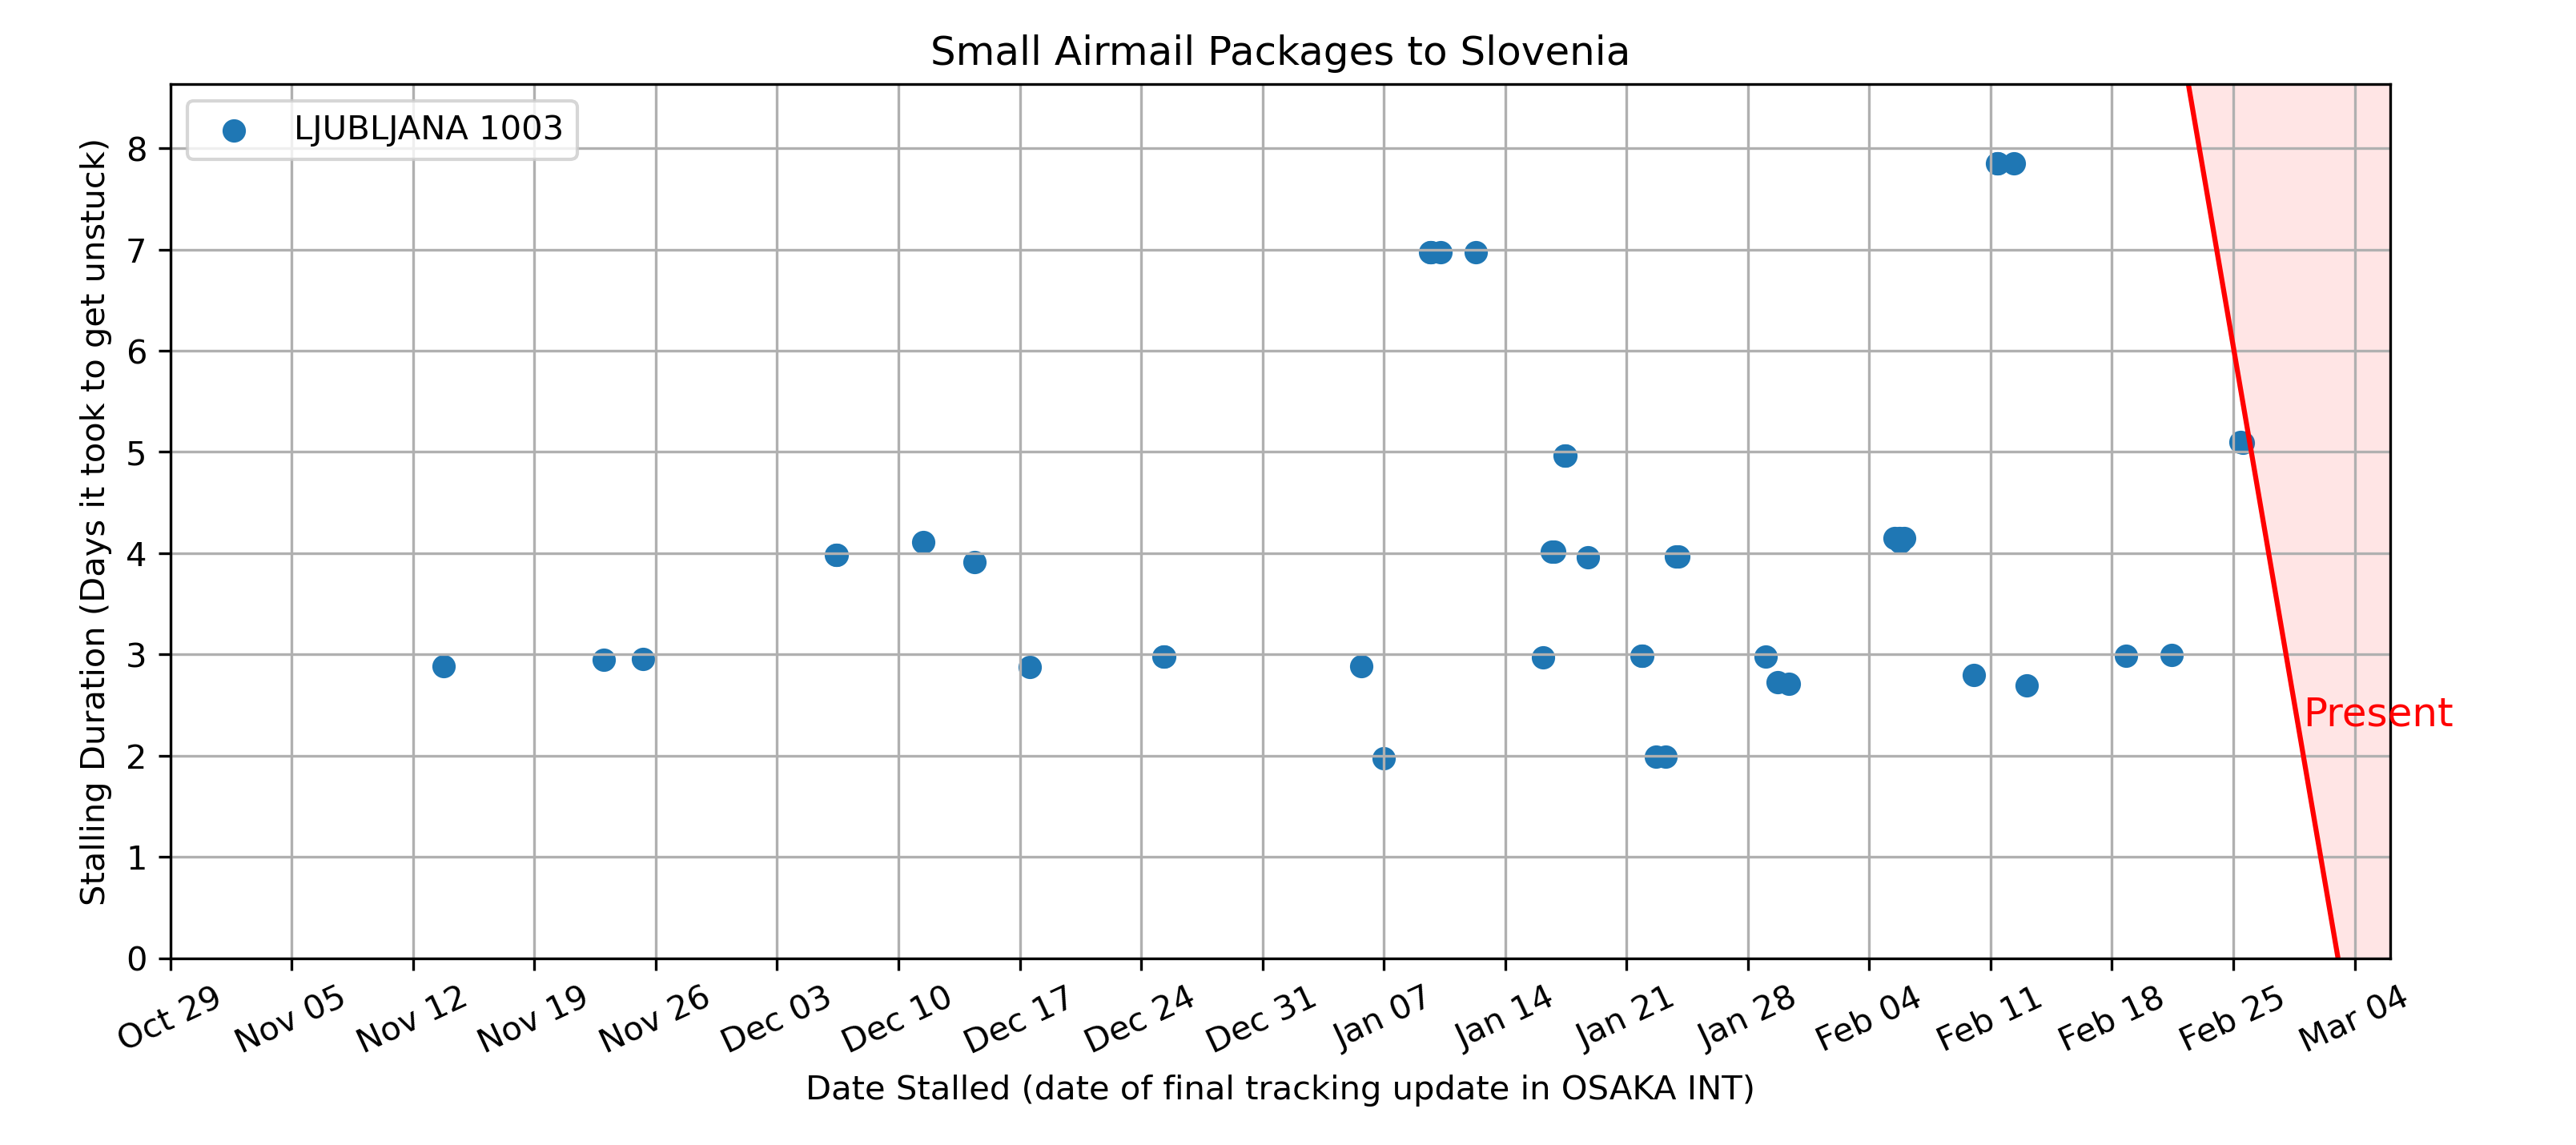 Small Airmail Packages to Slovenia
LJUBLJANA 1003
Stalling Duration (Days it took to get unstuck)
8
7
6
5
4
3
2
1
0
Present
Oct 29
Nov 05
Nov 12
Nov 19
Nov 26
Dec 03
Dec 10
Dec 17
Dec 24
Dec 31
Jan 07
Jan 14
Jan 21
Jan 28
Feb 04
Feb 11
Feb 18
Feb 25
Mar 04
Date Stalled (date of final tracking update in OSAKA INT)